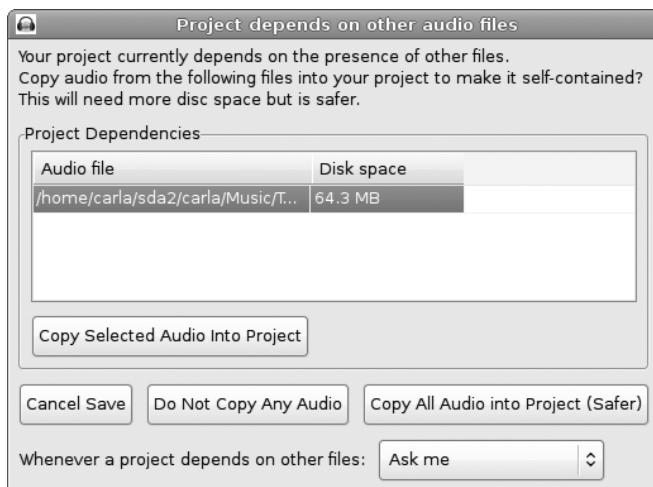 Project depends on other audio files
Your project currently depends on the presence of other files.
Copy audio from the following files into your project to make it self-contained?
This will need more disc space but is safer.
Project Dependencies
Audio file Disk space
/home/carla/sda2/carla/Music/T... 64.3 MB
Copy Selected Audio Into Project
Cancel Save Do Not Copy Any Audio Copy All Audio into Project (Safer)
Whenever a project depends on other files: Ask me